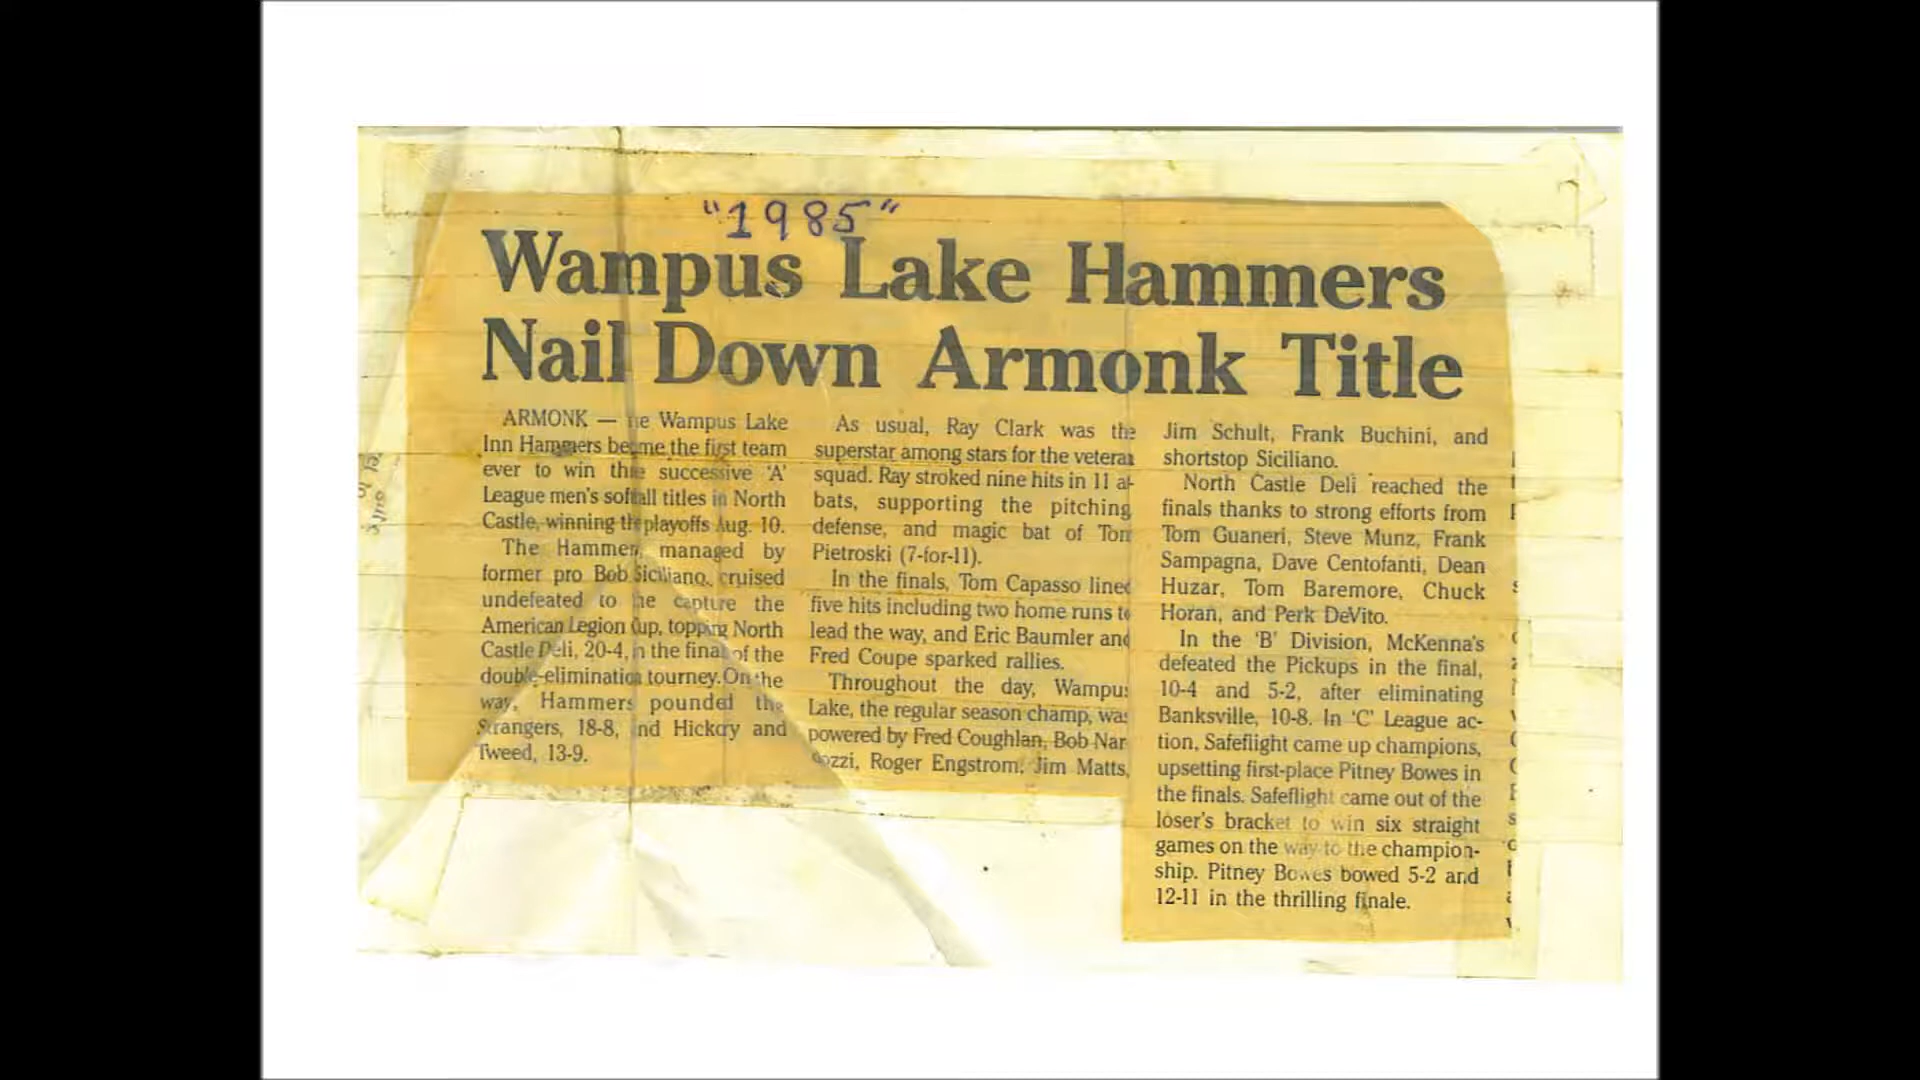 "1985"
Wampus Lake Hammers
Nail Down Armonk Title
ARMONK — he Wampus Lake
Inn Hammers beme the first team
ever to win thre successive 'A'
League men's softall titles in North
Castle, winning th playoffs Aug. 10.
The Hammer, managed by
former pro Bob Siciliano, cruised
undefeated to he capture the
American Legion Cup, topping North
Castle Deli, 20-4, in the final of the
double-elimination tourney. On the
way, Hammers pounded the
Strangers, 18-8, nd Hickory and
Tweed, 13-9.
As usual, Ray Clark was the
superstar among stars for the vetera
squad. Ray stroked nine hits in 11 a-
bats, supporting the pitching
defense, and magic bat of Tom
Pietroski (7-for-11).
In the finals, Tom Capasso lined
five hits including two home runs to
lead the way, and Eric Baumler and
Fred Coupe sparked rallies.
Throughout the day, Wampus
Lake, the regular season champ, was
powered by Fred Coughlan, Bob Nar
ozzi, Roger Engstrom, Jim Matts,
Jim Schult, Frank Buchini, and
shortstop Siciliano.
North Castle Deli reached the
finals thanks to strong efforts from
Tom Guaneri, Steve Munz, Frank
Sampagna, Dave Centofanti, Dean
Huzar, Tom Baremore, Chuck
Horan, and Perk DeVito.
In the 'B' Division, McKenna's
defeated the Pickups in the final,
10-4 and 5-2, after eliminating
Banksville, 10-8. In 'C' League ac-
tion, Safeflight came up champions,
upsetting first-place Pitney Bowes in
the finals. Safeflight came out of the
loser's bracket to win six straight
games on the way to the champion-
ship. Pitney Bowes bowed 5-2 and
12-11 in the thrilling finale.